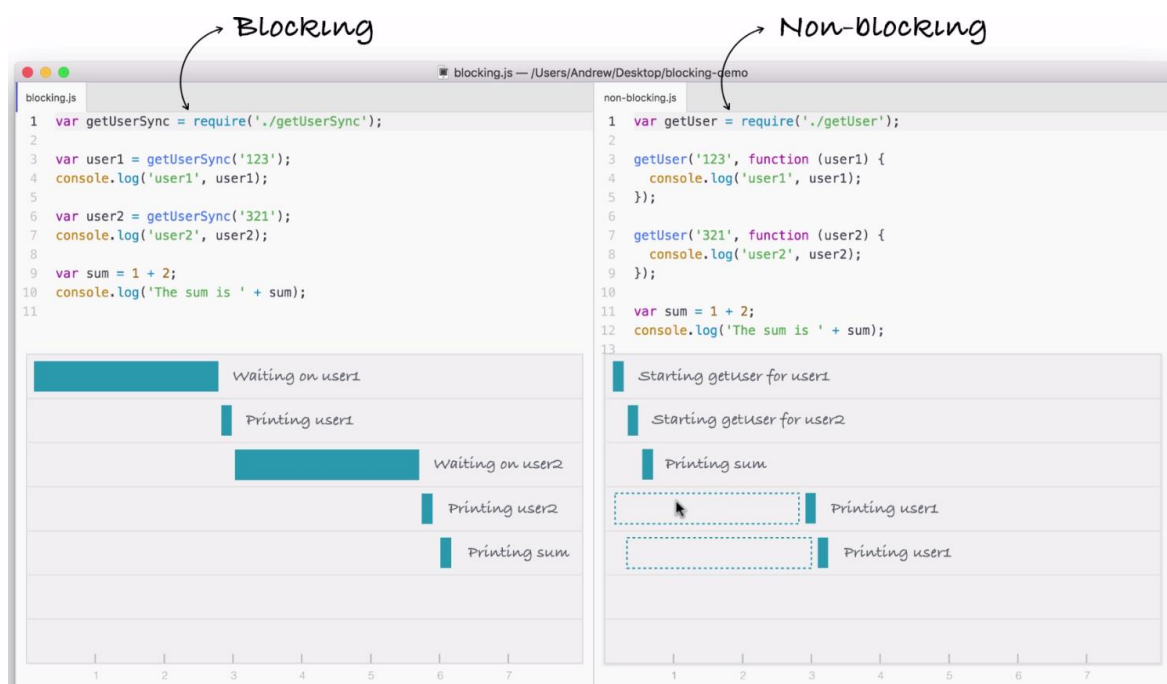 Blocking
Non-blocking
blocking.js — /Users/Andrew/Desktop/blocking-demo
blocking.js
1 var getUserSync = require('./getUserSync');
2
3 var user1 = getUserSync('123');
4 console.log('user1', user1);
5
6 var user2 = getUserSync('321');
7 console.log('user2', user2);
8
9 var sum = 1 + 2;
10 console.log('The sum is ' + sum);
11
Waiting on user1
Printing user1
Waiting on user2
Printing user2
Printing sum
1 2 3 4 5 6 7
non-blocking.js
1 var getUser = require('./getUser');
2
3 getUser('123', function (user1) {
4 console.log('user1', user1);
5 });
6
7 getUser('321', function (user2) {
8 console.log('user2', user2);
9 });
10
11 var sum = 1 + 2;
12 console.log('The sum is ' + sum);
13
Starting getUser for user1
Starting getUser for user2
Printing sum
Printing user1
Printing user1
1 2 3 4 5 6 7